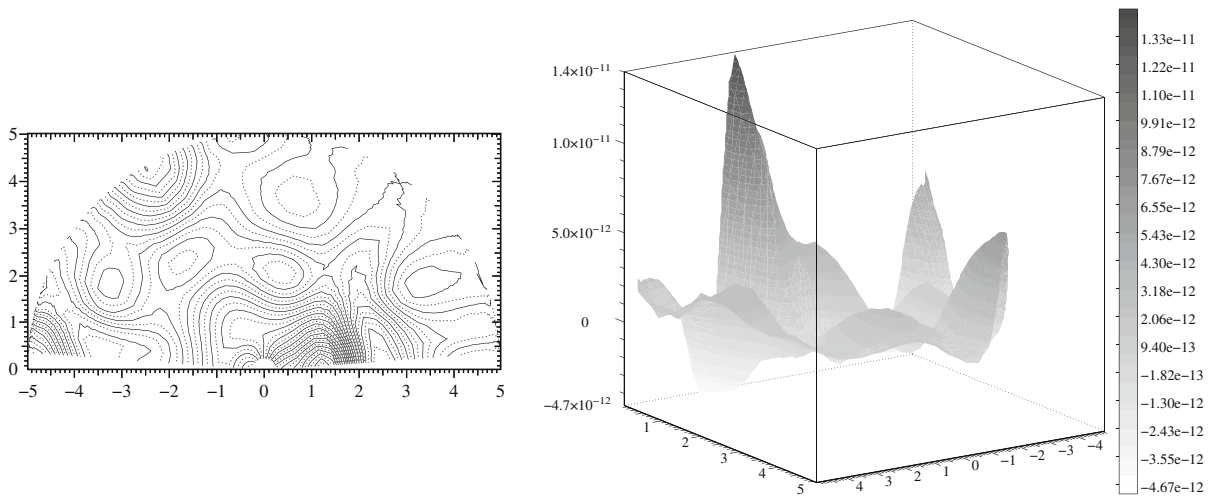 5
4
3
2
1
0
−5 −4 −3 −2 −1 0 1 2 3 4 5
1.4×10−11
1.0×10−11
5.0×10−12
0
−4.7×10−12
1
2
3
4
5
4
3
2
1
0
−1
−2
−3
−4
1.33e−11
1.22e−11
1.10e−11
9.91e−12
8.79e−12
7.67e−12
6.55e−12
5.43e−12
4.30e−12
3.18e−12
2.06e−12
9.40e−13
−1.82e−13
−1.30e−12
−2.43e−12
−3.55e−12
−4.67e−12